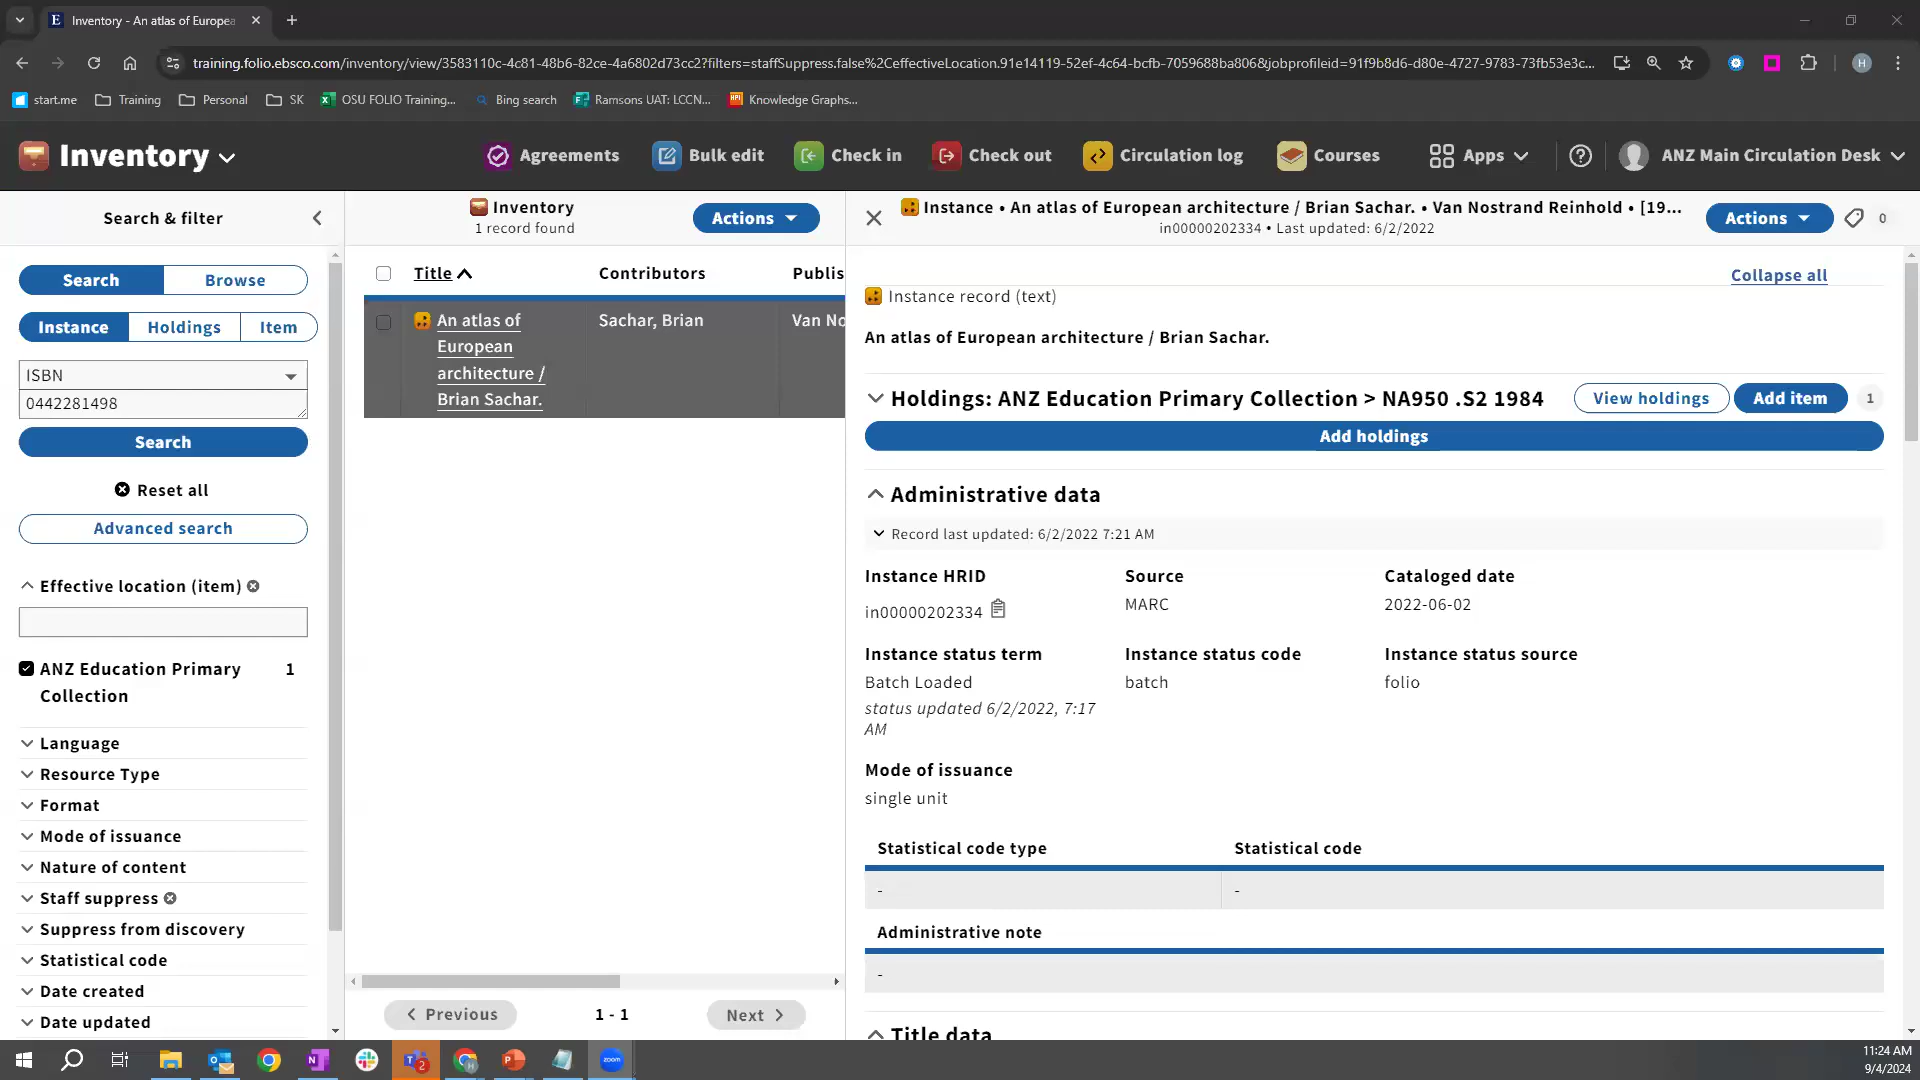 Inventory - An atlas of Europea
training.folio.ebsco.com/inventory/view/3583110c-4c81-48b6-82ce-4a6802d73cc2?filters=staffSuppress.false%2CeffectiveLocation.91e14119-52ef-4c64-bcfb-7059688ba806&jobprofileid=91f9b8d6-d80e-4727-9783-73fb53e3c...
start.me Training Personal SK OSU FOLIO Training... Bing search Ramsons UAT: LCCN... Knowledge Graphs...
Inventory Agreements Bulk edit Check in Check out Circulation log Courses Apps ANZ Main Circulation Desk
Search & filter
Search Browse
Instance Holdings Item
ISBN
0442281498
Search
Reset all
Advanced search
Effective location (item)
ANZ Education Primary 1
Collection
Language
Resource Type
Format
Mode of issuance
Nature of content
Staff suppress
Suppress from discovery
Statistical code
Date created
Date updated
Inventory
1 record found
Actions
Title Contributors Publis
An atlas of Sachar, Brian Van No
European
architecture /
Brian Sachar.
Previous 1 - 1 Next
Instance • An atlas of European architecture / Brian Sachar. • Van Nostrand Reinhold • [19...
in00000202334 • Last updated: 6/2/2022
Actions 0
Collapse all
Instance record (text)
An atlas of European architecture / Brian Sachar.
Holdings: ANZ Education Primary Collection > NA950 .S2 1984 View holdings Add item 1
Add holdings
Administrative data
Record last updated: 6/2/2022 7:21 AM
Instance HRID Source Cataloged date
in00000202334 MARC 2022-06-02
Instance status term Instance status code Instance status source
Batch Loaded batch folio
status updated 6/2/2022, 7:17
AM
Mode of issuance
single unit
Statistical code type Statistical code
- -
Administrative note
-
Title data
zoom
11:24 AM
9/4/2024